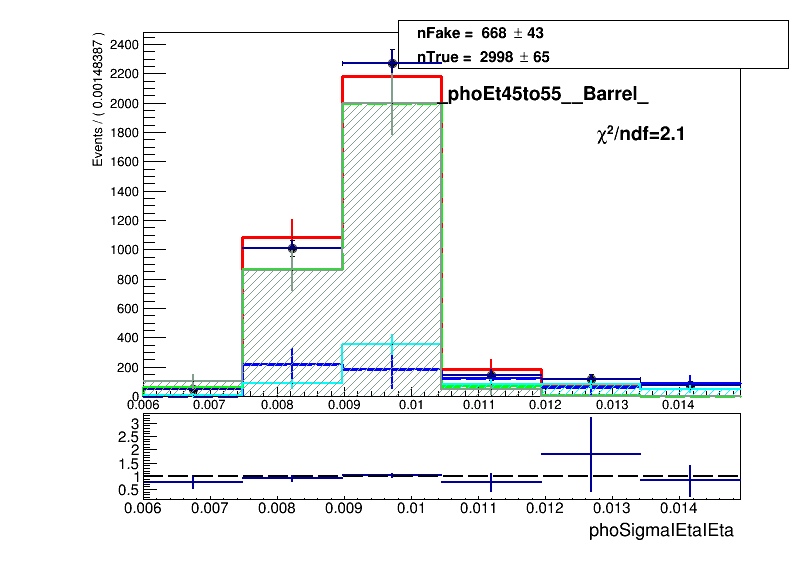 nFake = 668 ± 43
nTrue = 2998 ± 65
_phoEt45to55__Barrel_
χ²/ndf=2.1
Events / ( 0.00148387 )
2400
2200
2000
1800
1600
1400
1200
1000
800
600
400
200
0
0.006 0.007 0.008 0.009 0.01 0.011 0.012 0.013 0.014
3
2.5
2
1.5
1
0.5
0.006 0.007 0.008 0.009 0.01 0.011 0.012 0.013 0.014
phoSigmaIEtaIEta